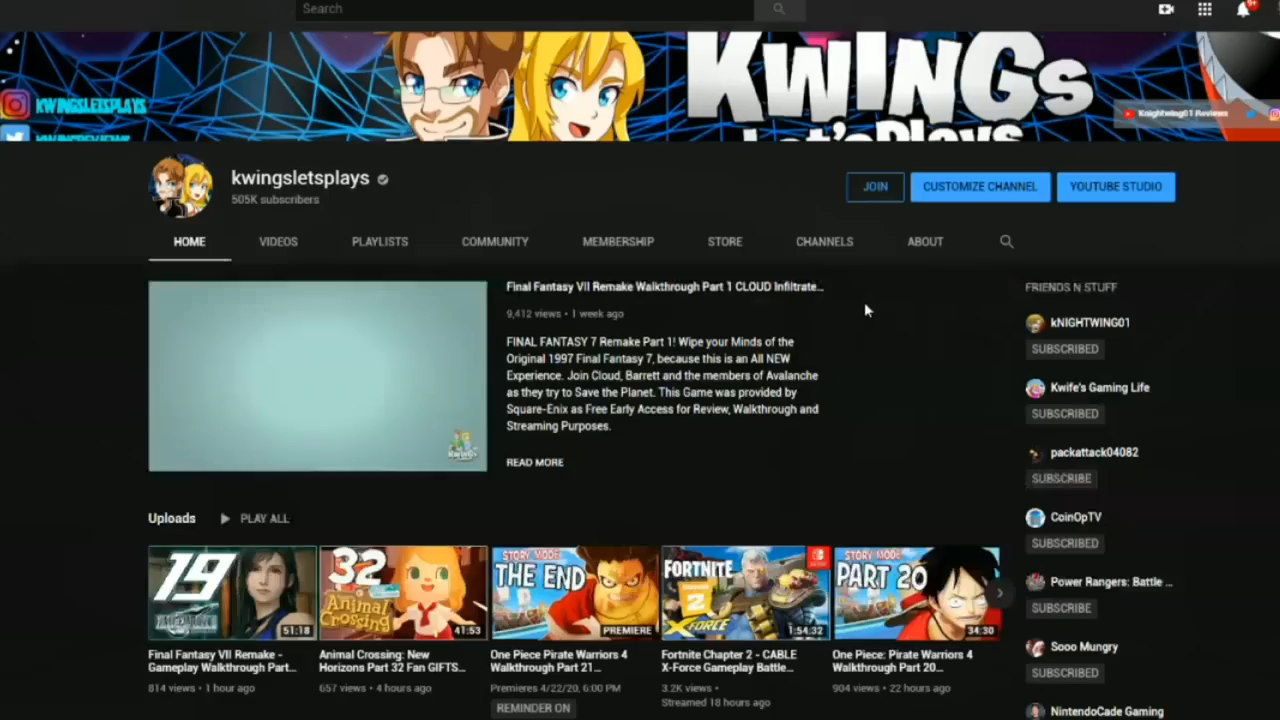 Search
9+
KWINGSLETSPLAYS
KWINGs
Let'sPlays
Knightwing01 Reviews
kwingsletsplays
505K subscribers
JOIN
CUSTOMIZE CHANNEL
YOUTUBE STUDIO
HOME
VIDEOS
PLAYLISTS
COMMUNITY
MEMBERSHIP
STORE
CHANNELS
ABOUT
Final Fantasy VII Remake Walkthrough Part 1 CLOUD Infiltrate...
9,412 views • 1 week ago
FINAL FANTASY 7 Remake Part 1! Wipe your Minds of the
Original 1997 Final Fantasy 7, because this is an All NEW
Experience. Join Cloud, Barrett and the members of Avalanche
as they try to Save the Planet. This Game was provided by
Square-Enix as Free Early Access for Review, Walkthrough and
Streaming Purposes.
READ MORE
FRIENDS N STUFF
kNIGHTWING01
SUBSCRIBED
Kwife's Gaming Life
SUBSCRIBED
packattack04082
SUBSCRIBE
CoinOpTV
SUBSCRIBED
Power Rangers: Battle ...
SUBSCRIBE
Sooo Mungry
SUBSCRIBED
NintendoCade Gaming
Uploads
PLAY ALL
19
51:18
32
Animal
Crossing
41:53
STORY MODE
THE END
PREMIERE
FORTNITE
2
X-FORCE
1:54:32
STORY MODE
PART 20
34:30
Final Fantasy VII Remake -
Gameplay Walkthrough Part...
814 views • 1 hour ago
Animal Crossing: New
Horizons Part 32 Fan GIFTS...
657 views • 4 hours ago
One Piece Pirate Warriors 4
Walkthrough Part 21...
Premieres 4/22/20, 6:00 PM
REMINDER ON
Fortnite Chapter 2 - CABLE
X-Force Gameplay Battle...
3.2K views •
Streamed 18 hours ago
One Piece: Pirate Warriors 4
Walkthrough Part 20...
904 views • 22 hours ago